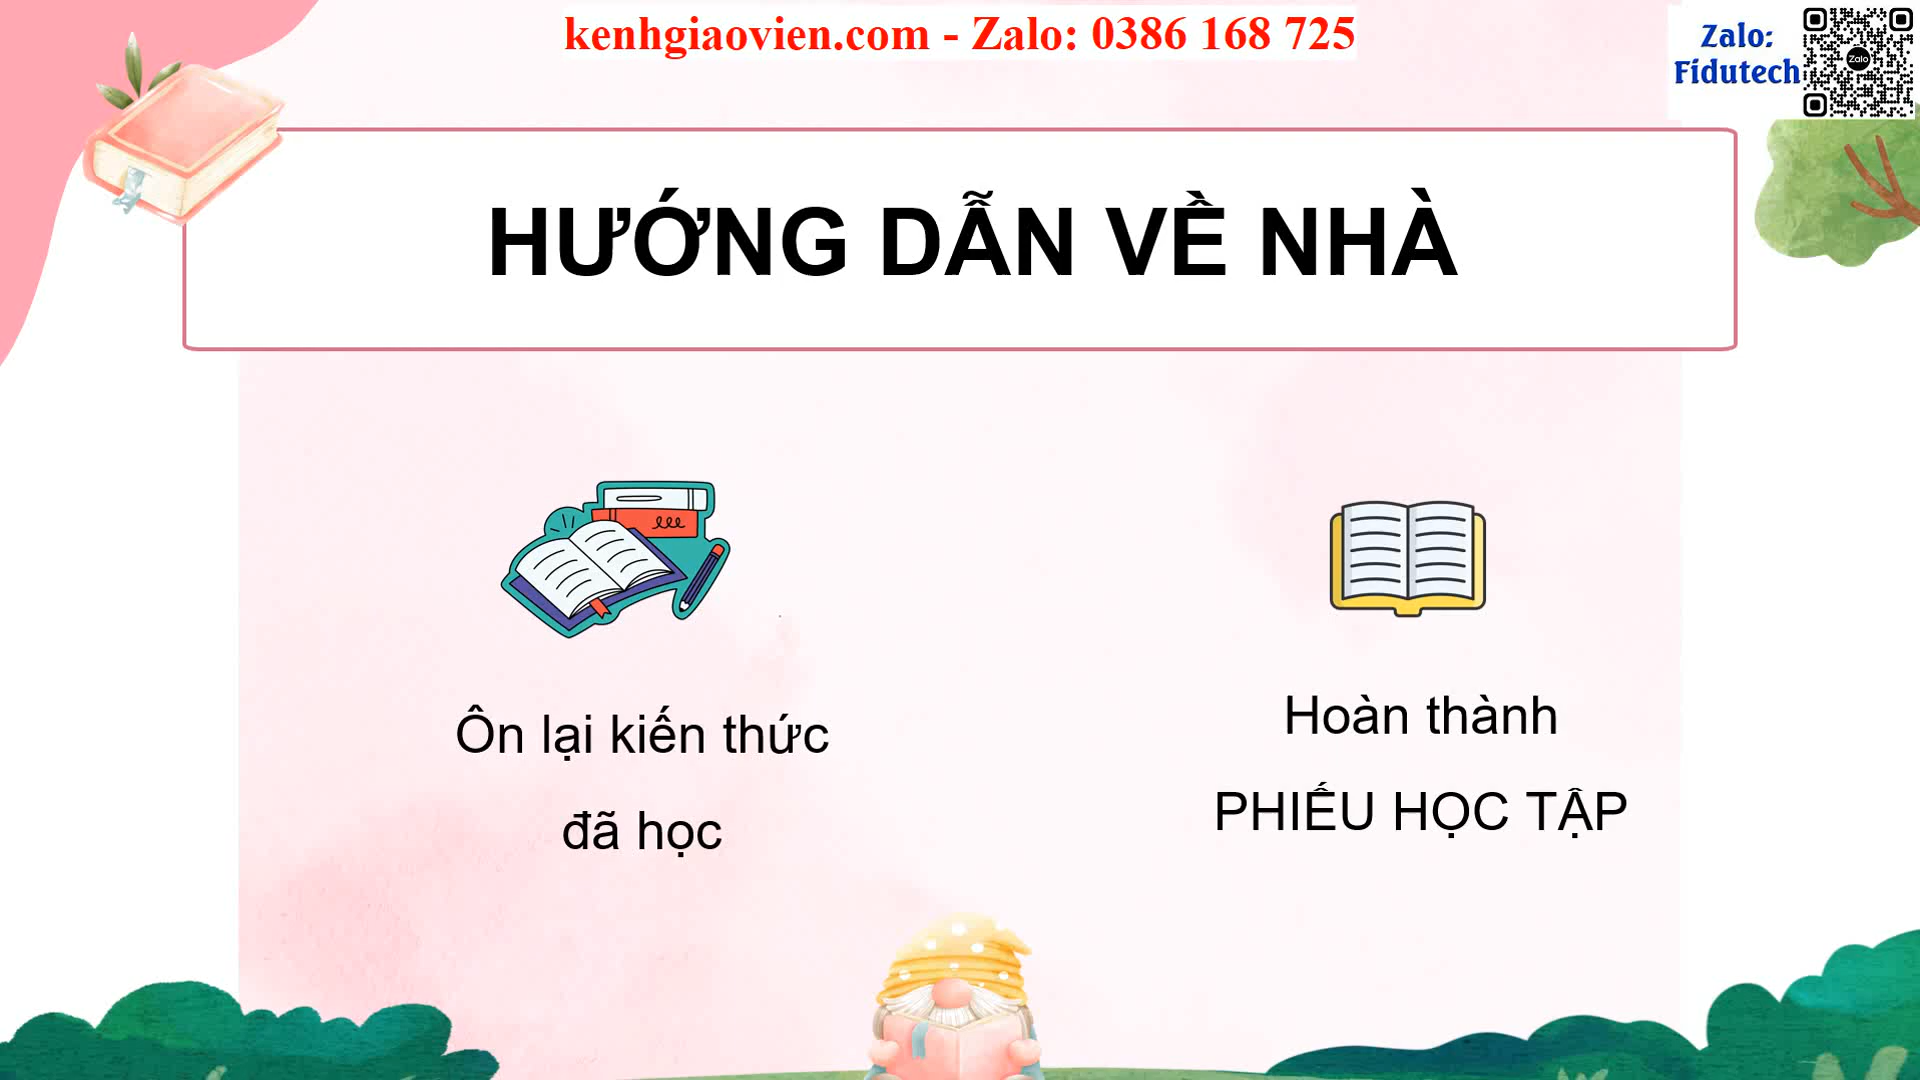 kenhgiaovien.com - Zalo: 0386 168 725
Zalo:
Fidutech
Zalo
HƯỚNG DẪN VỀ NHÀ
Ôn lại kiến thức
đã học
Hoàn thành
PHIẾU HỌC TẬP